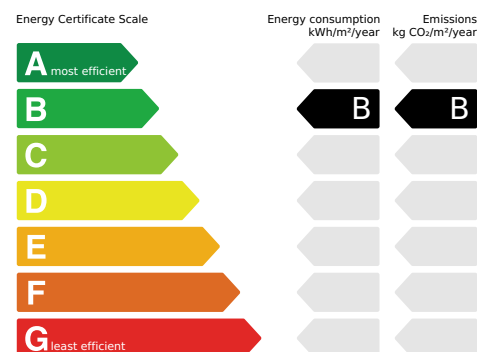 Energy Certificate Scale
Energy consumption
kWh/m²/year
Emissions
kg CO₂/m²/year
A most efficient
B B B
C
D
E
F
G least efficient